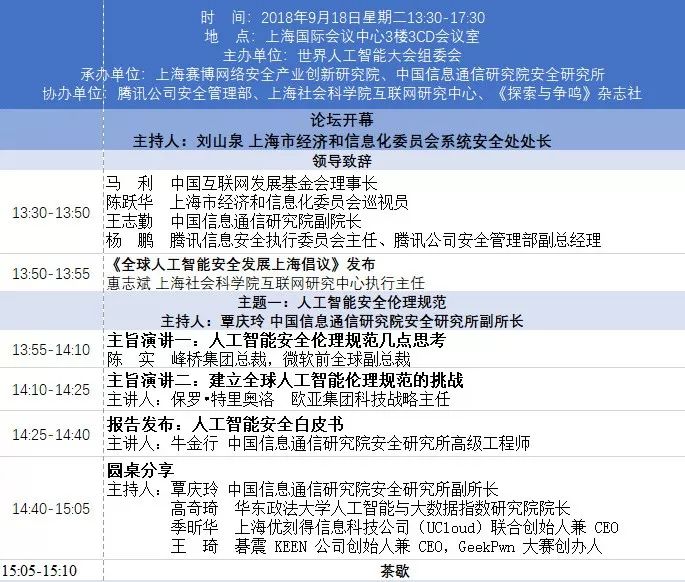 时　间：2018年9月18日星期二13:30-17:30
地　点：上海国际会议中心3楼3CD会议室
主办单位：世界人工智能大会组委会
承办单位：上海赛博网络安全产业创新研究院、中国信息通信研究院安全研究所
协办单位：腾讯公司安全管理部、上海社会科学院互联网研究中心、《探索与争鸣》杂志社
论坛开幕
主持人：刘山泉 上海市经济和信息化委员会系统安全处处长
领导致辞
13:30-13:50
马　利　中国互联网发展基金会理事长
陈跃华　上海市经济和信息化委员会巡视员
王志勤　中国信息通信研究院副院长
杨　鹏　腾讯信息安全执行委员会主任、腾讯公司安全管理部副总经理
13:50-13:55
《全球人工智能安全发展上海倡议》发布
惠志斌 上海社会科学院互联网研究中心执行主任
主题一：人工智能安全伦理规范
主持人：覃庆玲 中国信息通信研究院安全研究所副所长
13:55-14:10
主旨演讲一：人工智能安全伦理规范几点思考
陈　实　峰桥集团总裁，微软前全球副总裁
14:10-14:25
主旨演讲二：建立全球人工智能伦理规范的挑战
主讲人：保罗•特里奥洛　欧亚集团科技战略主任
14:25-14:40
报告发布：人工智能安全白皮书
主讲人：牛金行 中国信息通信研究院安全研究所高级工程师
14:40-15:05
圆桌分享
主持人：覃庆玲 中国信息通信研究院安全研究所副所长
高奇琦　华东政法大学人工智能与大数据指数研究院院长
季昕华　上海优刻得信息科技公司（UCloud）联合创始人兼 CEO
王　琦　碁震 KEEN 公司创始人兼 CEO，GeekPwn 大赛创办人
15:05-15:10
茶歇